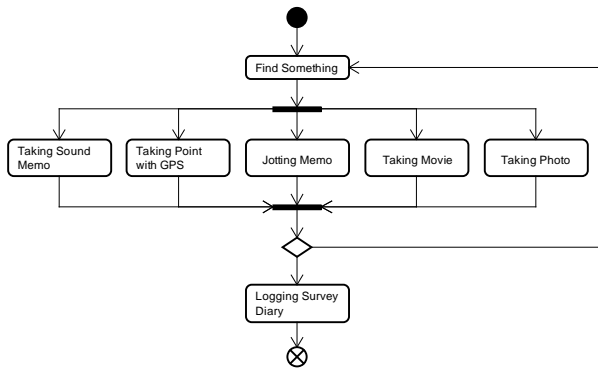 Find Something
Taking Sound
Memo
Taking Point
with GPS
Jotting Memo
Taking Movie
Taking Photo
Logging Survey
Diary